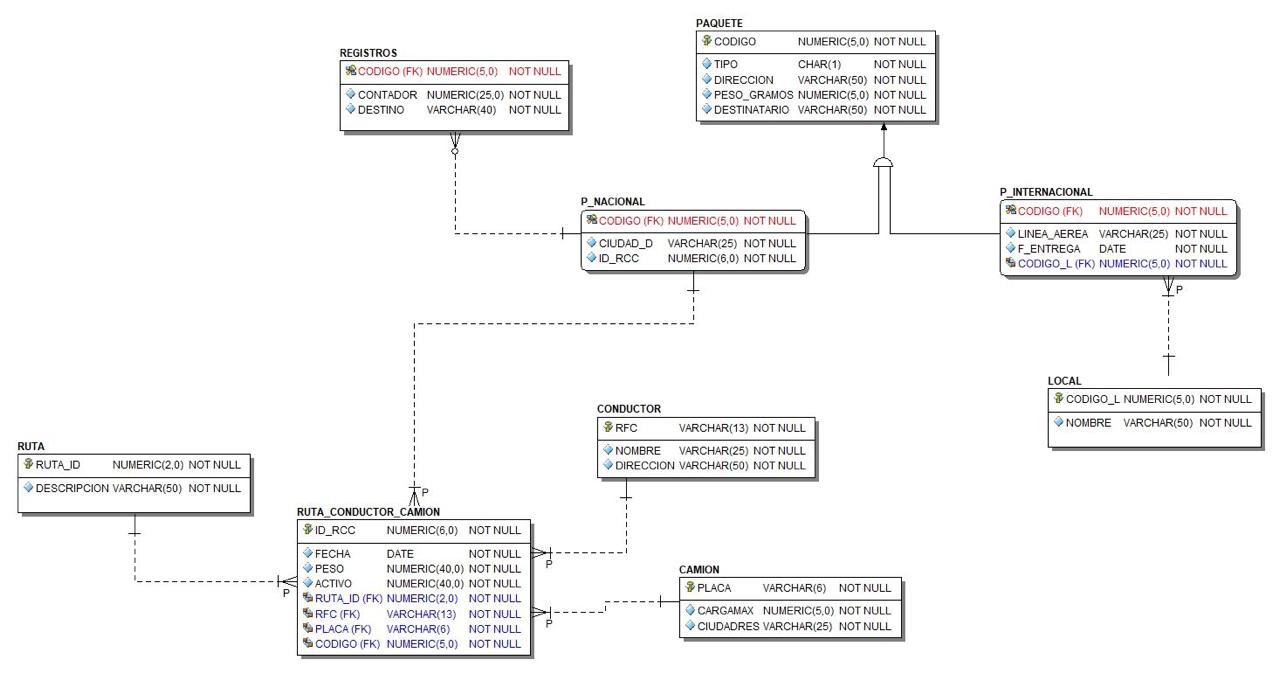 PAQUETE
CODIGO NUMERIC(5,0) NOT NULL
TIPO CHAR(1) NOT NULL
DIRECCION VARCHAR(50) NOT NULL
PESO_GRAMOS NUMERIC(5,0) NOT NULL
DESTINATARIO VARCHAR(50) NOT NULL
REGISTROS
CODIGO (FK) NUMERIC(5,0) NOT NULL
CONTADOR NUMERIC(25,0) NOT NULL
DESTINO VARCHAR(40) NOT NULL
P_NACIONAL
CODIGO (FK) NUMERIC(5,0) NOT NULL
CIUDAD_D VARCHAR(25) NOT NULL
ID_RCC NUMERIC(6,0) NOT NULL
P_INTERNACIONAL
CODIGO (FK) NUMERIC(5,0) NOT NULL
LINEA_AEREA VARCHAR(25) NOT NULL
F_ENTREGA DATE NOT NULL
CODIGO_L (FK) NUMERIC(5,0) NOT NULL
P
LOCAL
CODIGO_L NUMERIC(5,0) NOT NULL
NOMBRE VARCHAR(50) NOT NULL
CONDUCTOR
RFC VARCHAR(13) NOT NULL
NOMBRE VARCHAR(25) NOT NULL
DIRECCION VARCHAR(50) NOT NULL
RUTA
RUTA_ID NUMERIC(2,0) NOT NULL
DESCRIPCION VARCHAR(50) NOT NULL
P
RUTA_CONDUCTOR_CAMION
ID_RCC NUMERIC(6,0) NOT NULL
FECHA DATE NOT NULL
PESO NUMERIC(40,0) NOT NULL
ACTIVO NUMERIC(40,0) NOT NULL
RUTA_ID (FK) NUMERIC(2,0) NOT NULL
RFC (FK) VARCHAR(13) NOT NULL
PLACA (FK) VARCHAR(6) NOT NULL
CODIGO (FK) NUMERIC(5,0) NOT NULL
P
P
P
CAMION
PLACA VARCHAR(6) NOT NULL
CARGAMAX NUMERIC(5,0) NOT NULL
CIUDADRES VARCHAR(25) NOT NULL